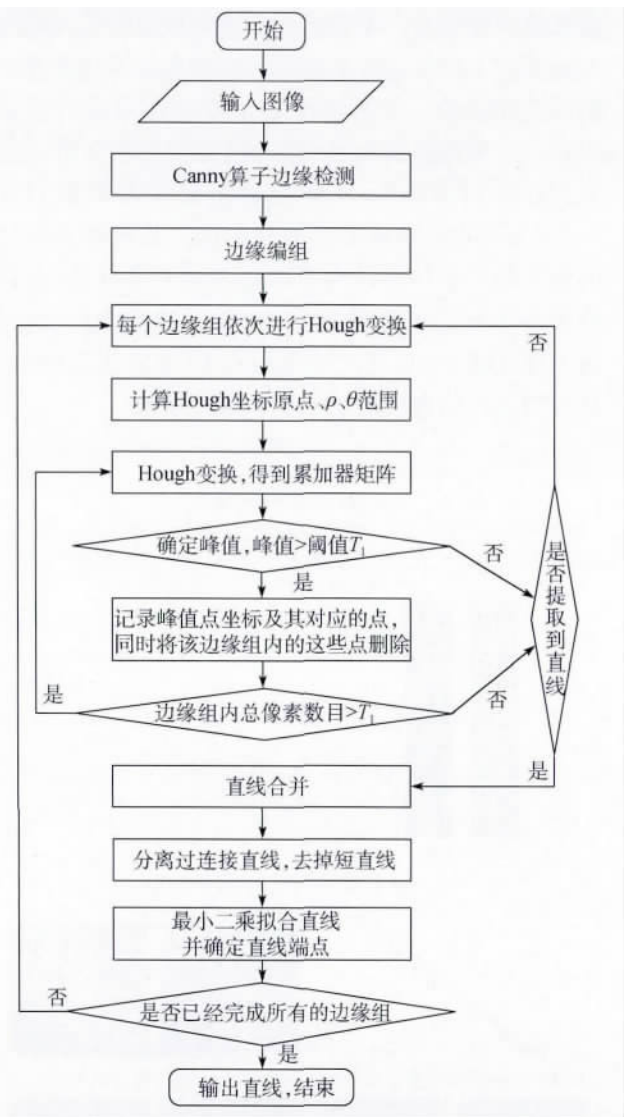 开始
输入图像
Canny算子边缘检测
边缘编组
每个边缘组依次进行Hough变换
否
计算Hough坐标原点、ρ、θ范围
Hough变换,得到累加器矩阵
确定峰值,峰值>阈值T₁
否
是
是否提取到直线
记录峰值点坐标及其对应的点,
同时将该边缘组内的这些点删除
是
边缘组内总像素数目>T₁
否
直线合并
是
分离过连接直线,去掉短直线
最小二乘拟合直线
并确定直线端点
否
是否已经完成所有的边缘组
是
输出直线,结束